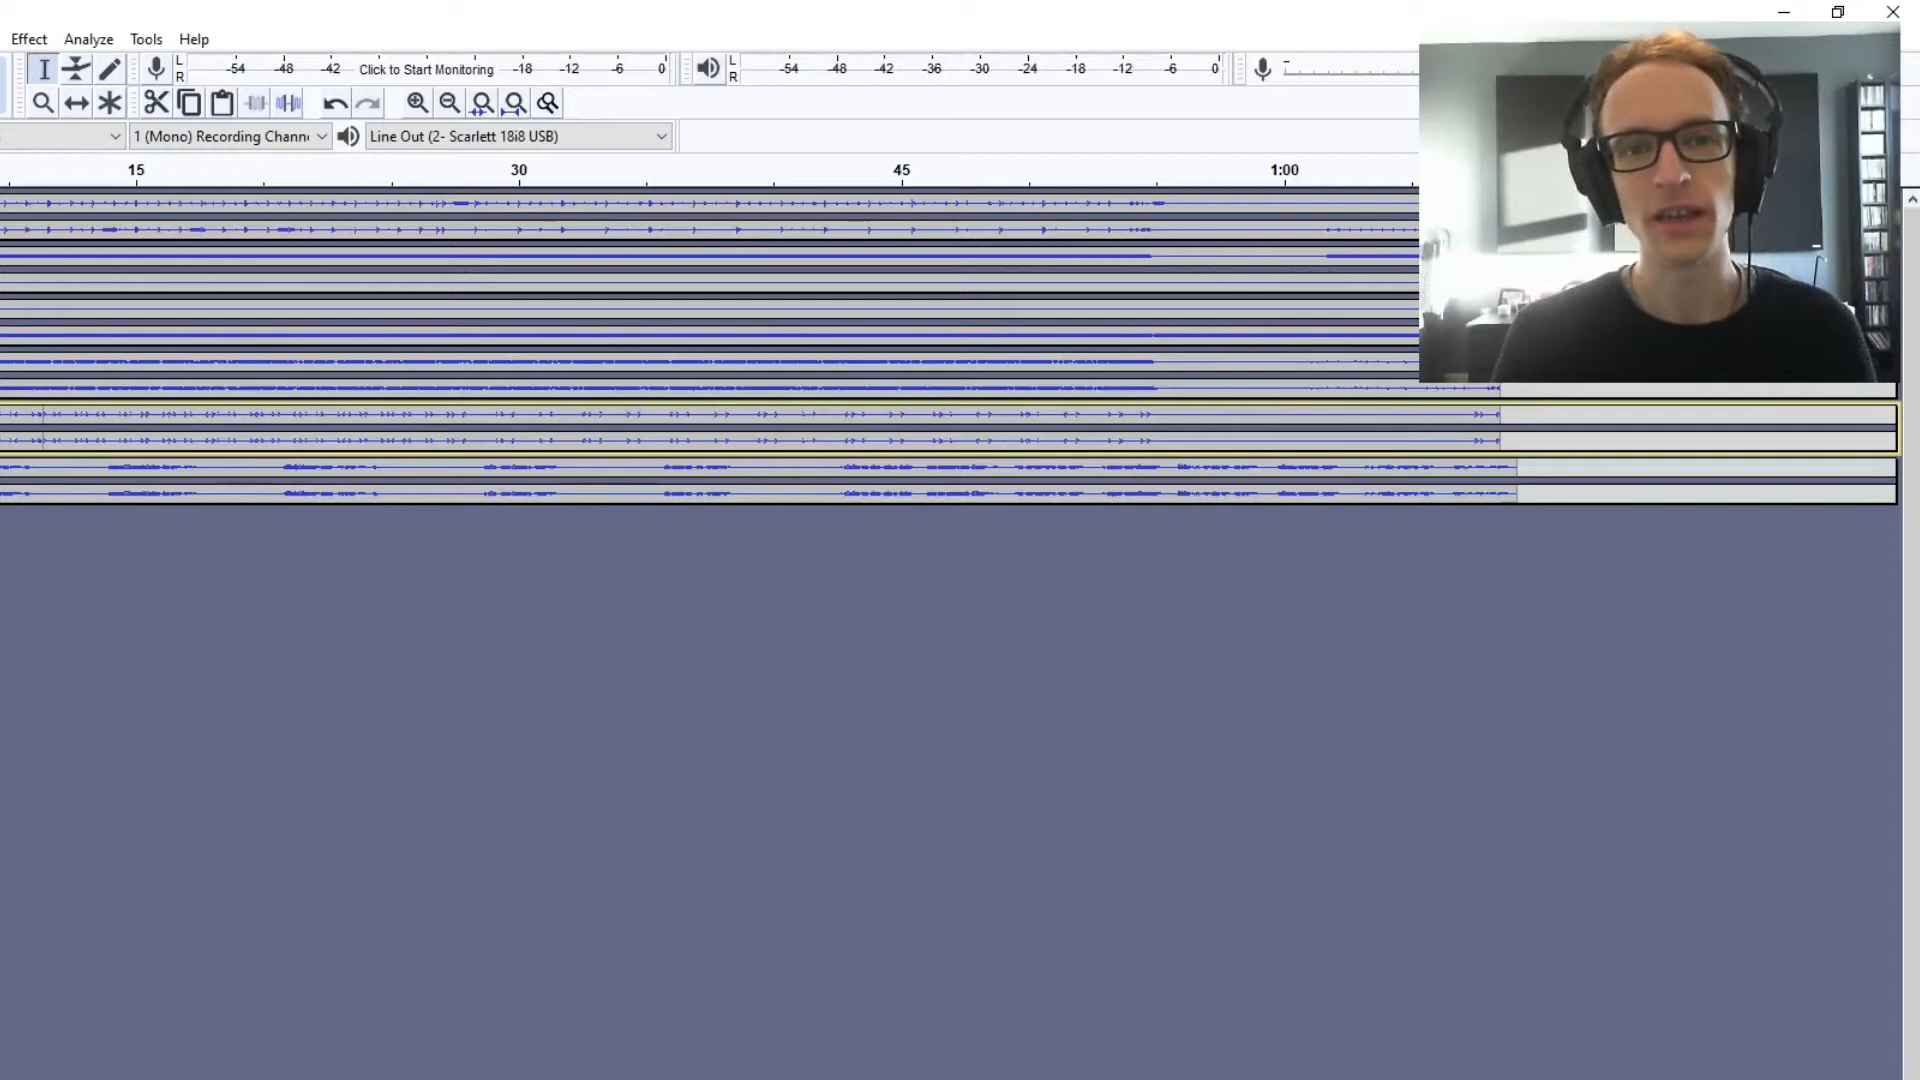 Effect Analyze Tools Help
L
R
-54 -48 -42 Click to Start Monitoring -18 -12 -6 0
L
R
-54 -48 -42 -36 -30 -24 -18 -12 -6 0
1 (Mono) Recording Chann
Line Out (2- Scarlett 18i8 USB)
15 30 45 1:00